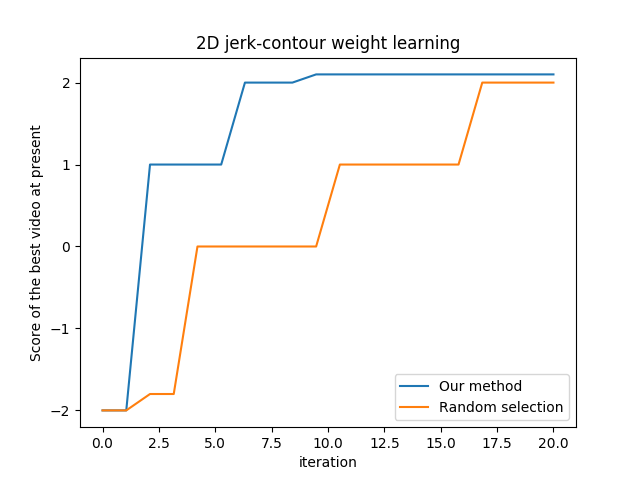 2D jerk-contour weight learning
Score of the best video at present
2
1
0
−1
−2
Our method
Random selection
0.0 2.5 5.0 7.5 10.0 12.5 15.0 17.5 20.0
iteration